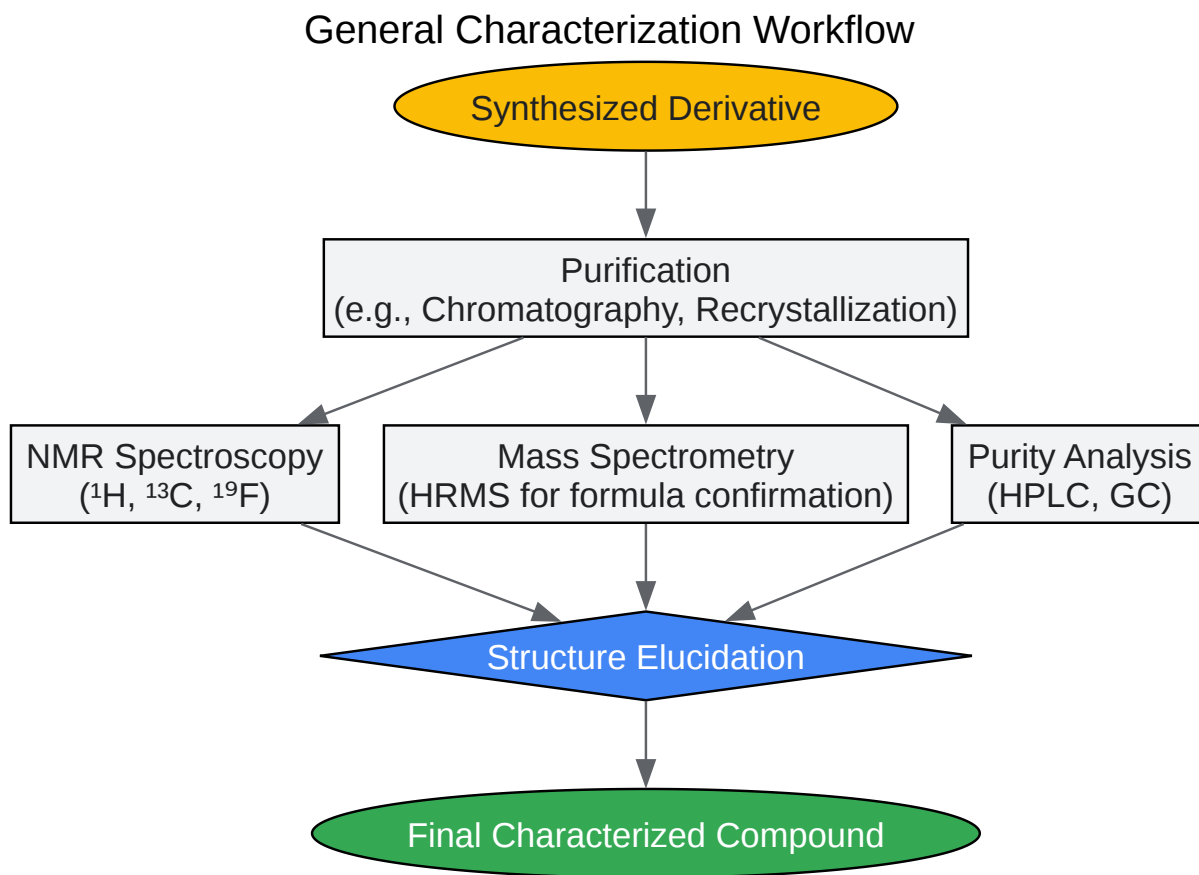 General Characterization Workflow
Synthesized Derivative
Purification
(e.g., Chromatography, Recrystallization)
NMR Spectroscopy
(¹H, ¹³C, ¹⁹F)
Mass Spectrometry
(HRMS for formula confirmation)
Purity Analysis
(HPLC, GC)
Structure Elucidation
Final Characterized Compound